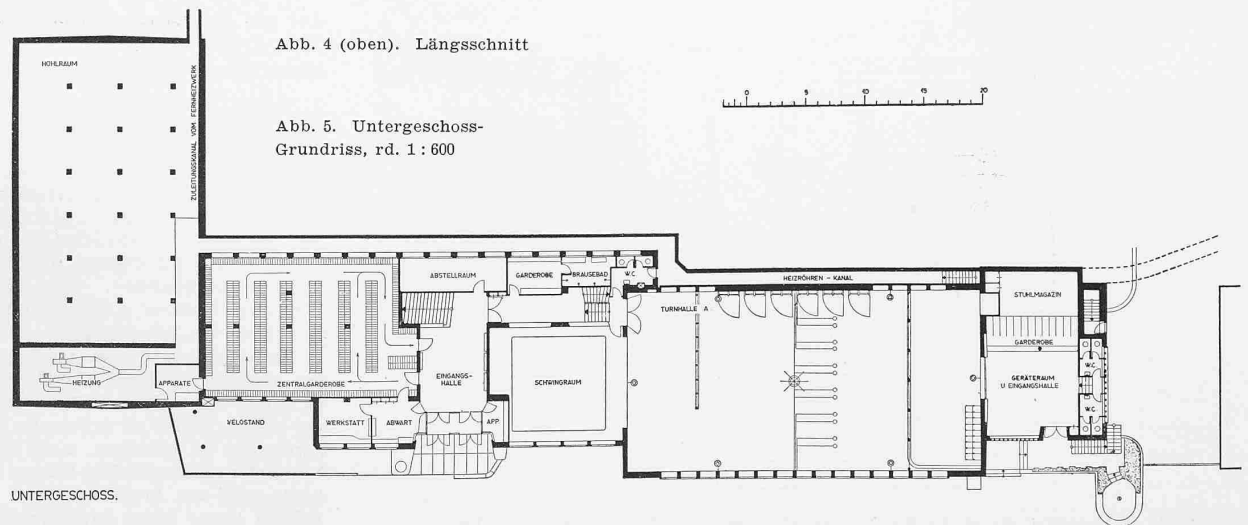 Abb. 4 (oben). Längsschnitt
0 5 10 15 20
Abb. 5. Untergeschoss-
Grundriss, rd. 1 : 600
HOHLRAUM
ZULEITUNGSKANAL VOM FERNHEIZWERK
ABSTELLRAUM
GARDEROBE
BRAUSEBAD
W.C.
HEIZRÖHREN - KANAL
STUHLMAGAZIN
TURNHALLE A
GARDEROBE
HEIZUNG
APPARATE
ZENTRALGARDEROBE
EINGANGS-
HALLE
SCHWINGRAUM
GERÄTERAUM
U EINGANGSHALLE
W.C.
W.C.
VELOSTAND
WERKSTATT
ABWART
APP.
UNTERGESCHOSS.